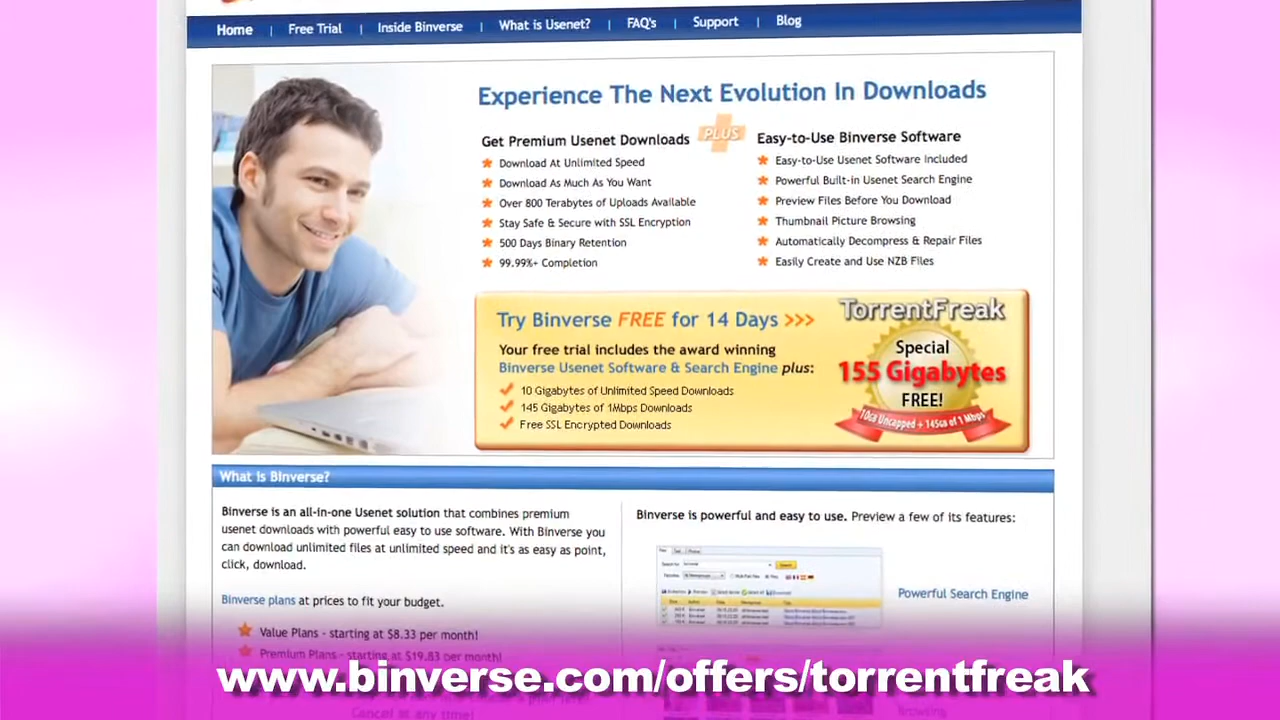 Home | Free Trial | Inside Binverse | What is Usenet? | FAQ's | Support | Blog
Experience The Next Evolution In Downloads
Get Premium Usenet Downloads
PLUS
Easy-to-Use Binverse Software
Download At Unlimited Speed
Download As Much As You Want
Over 800 Terabytes of Uploads Available
Stay Safe & Secure with SSL Encryption
500 Days Binary Retention
99.99%+ Completion
Easy-to-Use Usenet Software Included
Powerful Built-in Usenet Search Engine
Preview Files Before You Download
Thumbnail Picture Browsing
Automatically Decompress & Repair Files
Easily Create and Use NZB Files
Try Binverse FREE for 14 Days >>>
Your free trial includes the award winning
Binverse Usenet Software & Search Engine plus:
10 Gigabytes of Unlimited Speed Downloads
145 Gigabytes of 1Mbps Downloads
Free SSL Encrypted Downloads
TorrentFreak
Special
155 Gigabytes
FREE!
10GB Uncapped + 145GB of 1 Mbps
What is Binverse?
Binverse is an all-in-one Usenet solution that combines premium
usenet downloads with powerful easy to use software. With Binverse you
can download unlimited files at unlimited speed and it's as easy as point,
click, download.
Binverse plans at prices to fit your budget.
Value Plans - starting at $8.33 per month!
Premium Plans - starting at $19.83 per month!
Cancel at any time!
Binverse is powerful and easy to use. Preview a few of its features:
Powerful Search Engine
Browsing
www.binverse.com/offers/torrentfreak